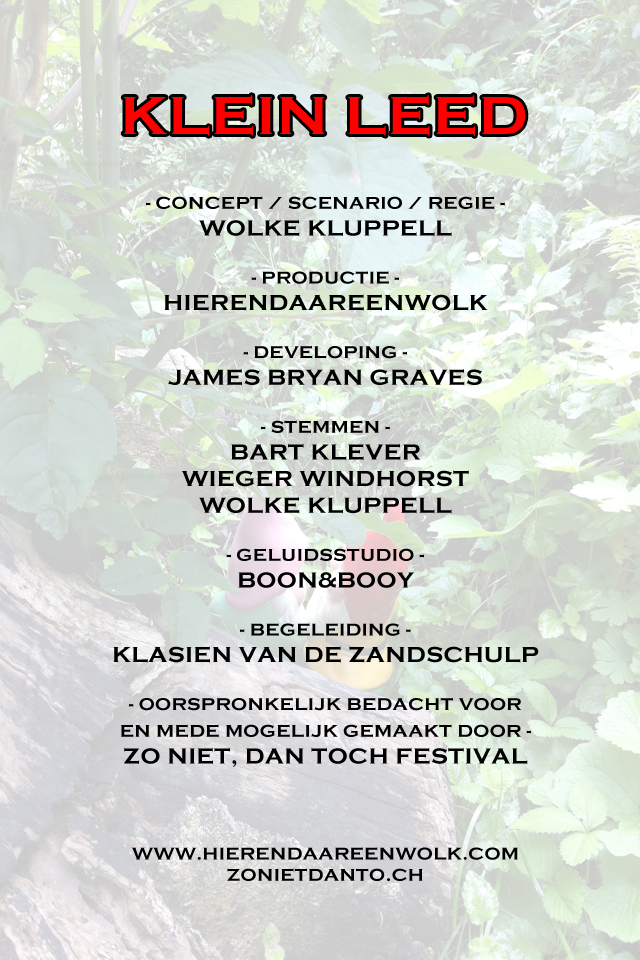 KLEIN LEED
- CONCEPT / SCENARIO / REGIE -
WOLKE KLUPPELL
- PRODUCTIE -
HIERENDAAREENWOLK
- DEVELOPING -
JAMES BRYAN GRAVES
- STEMMEN -
BART KLEVER
WIEGER WINDHORST
WOLKE KLUPPELL
- GELUIDSSTUDIO -
BOON&BOOY
- BEGELEIDING -
KLASIEN VAN DE ZANDSCHULP
- OORSPRONKELIJK BEDACHT VOOR
EN MEDE MOGELIJK GEMAAKT DOOR -
ZO NIET, DAN TOCH FESTIVAL
WWW.HIERENDAAREENWOLK.COM
ZONIETDANTO.CH